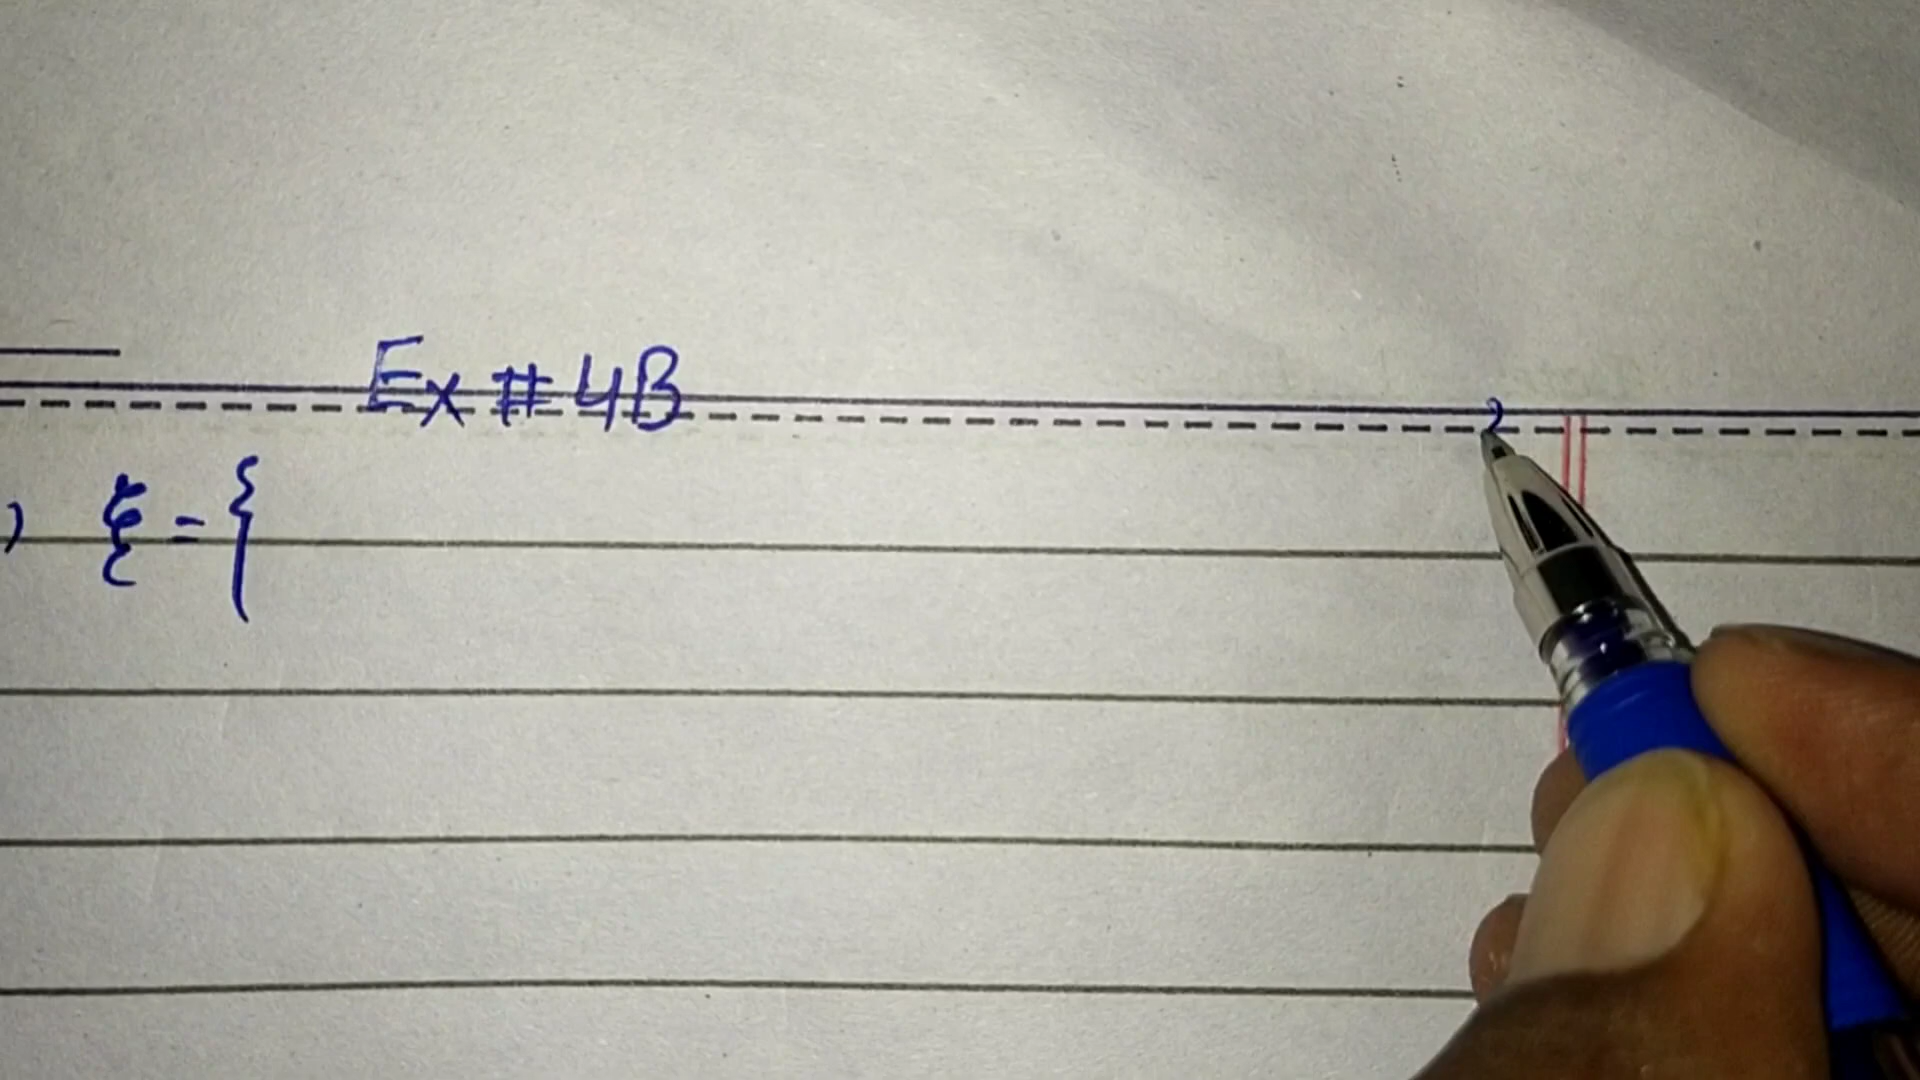 Ex # 4B
) ξ = {